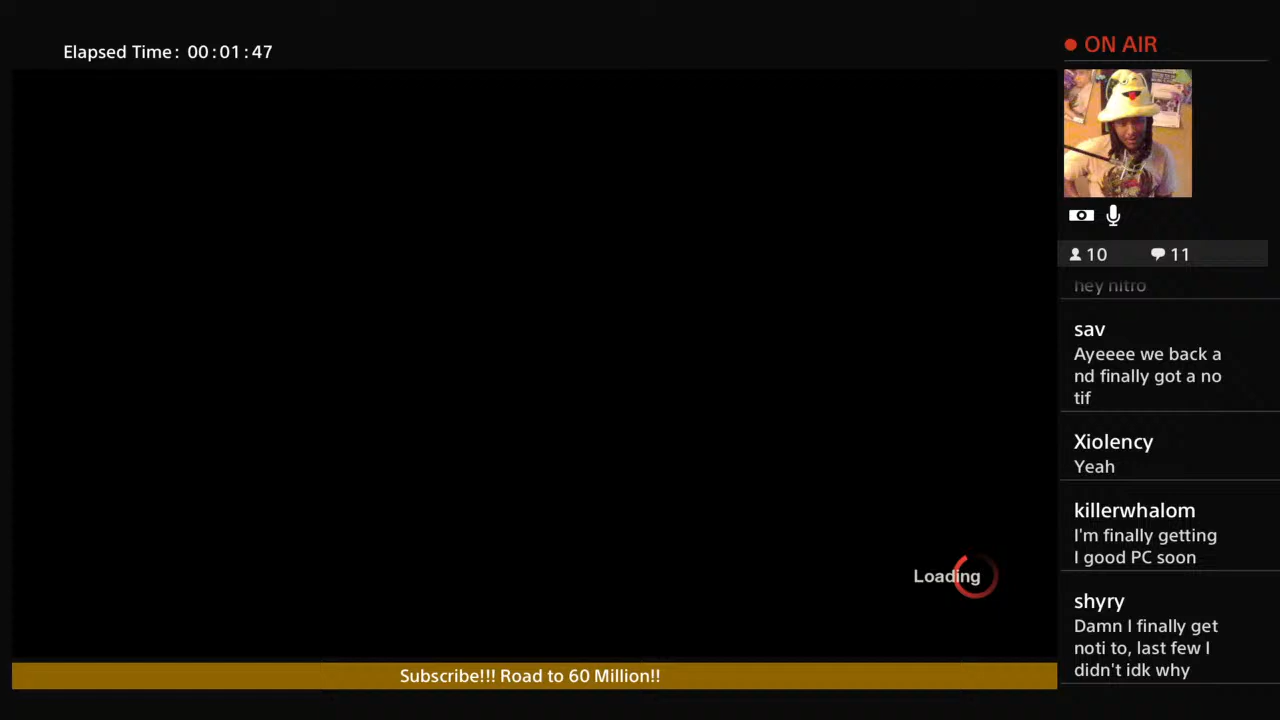 Elapsed Time: 00:01:47
ON AIR
10 11
hey nitro
sav
Ayeeee we back a
nd finally got a no
tif
Xiolency
Yeah
killerwhalom
I'm finally getting
I good PC soon
shyry
Damn I finally get
noti to, last few I
didn't idk why
Loading
Subscribe!!! Road to 60 Million!!